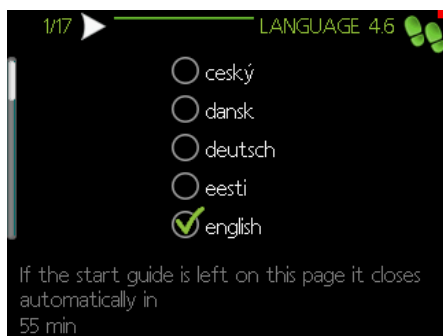 1/17
LANGUAGE 4.6
ceský
dansk
deutsch
eesti
english
If the start guide is left on this page it closes
automatically in
55 min